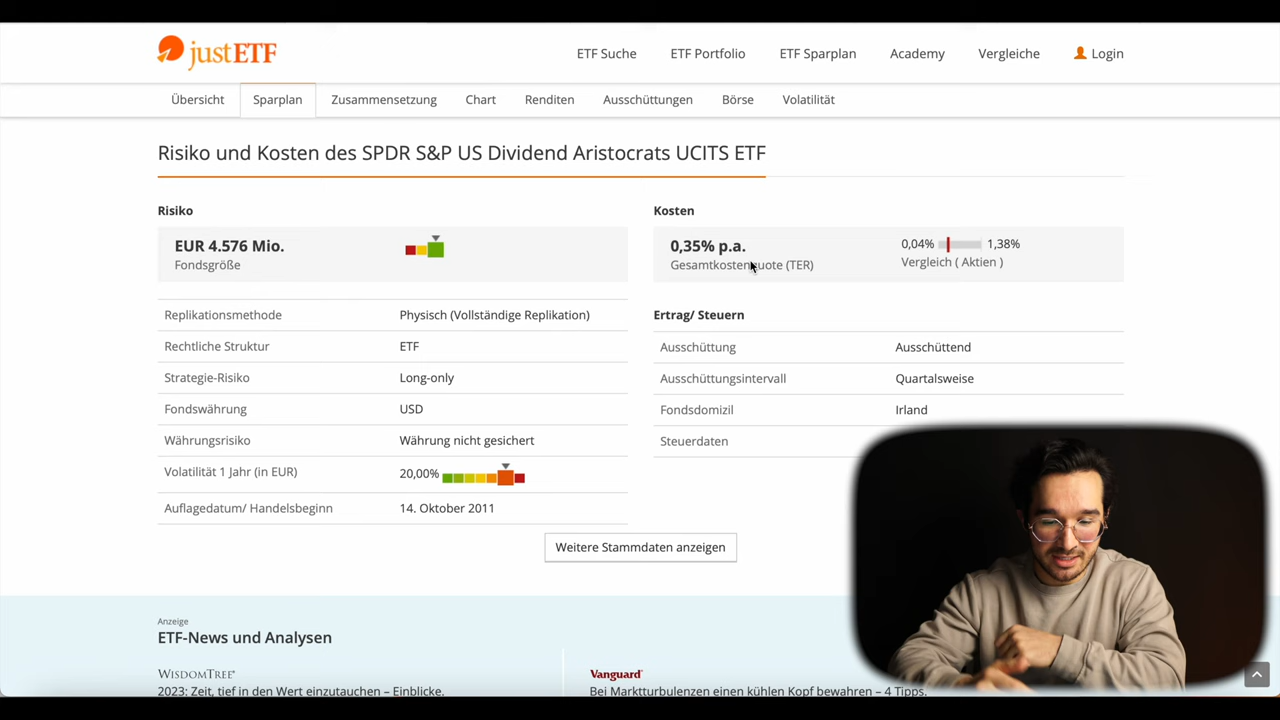 justETF
ETF Suche
ETF Portfolio
ETF Sparplan
Academy
Vergleiche
Login
Übersicht
Sparplan
Zusammensetzung
Chart
Renditen
Ausschüttungen
Börse
Volatilität
Risiko und Kosten des SPDR S&P US Dividend Aristocrats UCITS ETF
Risiko
EUR 4.576 Mio.
Fondsgröße
Replikationsmethode Physisch (Vollständige Replikation)
Rechtliche Struktur ETF
Strategie-Risiko Long-only
Fondswährung USD
Währungsrisiko Währung nicht gesichert
Volatilität 1 Jahr (in EUR) 20,00%
Auflagedatum/ Handelsbeginn 14. Oktober 2011
Kosten
0,35% p.a.
Gesamtkostenquote (TER)
0,04% 1,38%
Vergleich ( Aktien )
Ertrag/ Steuern
Ausschüttung Ausschüttend
Ausschüttungsintervall Quartalsweise
Fondsdomizil Irland
Steuerdaten
Weitere Stammdaten anzeigen
Anzeige
ETF-News und Analysen
WISDOMTREE®
2023: Zeit, tief in den Wert einzutauchen – Einblicke.
Vanguard®
Bei Marktturbulenzen einen kühlen Kopf bewahren – 4 Tipps.